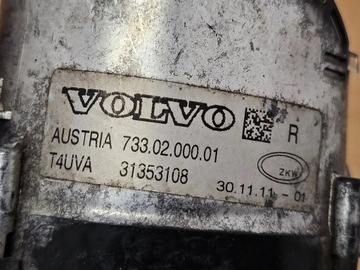 VOLVO R
AUSTRIA 733.02.000.01
T4UVA 31353108
ZKW
30.11.11 - 01